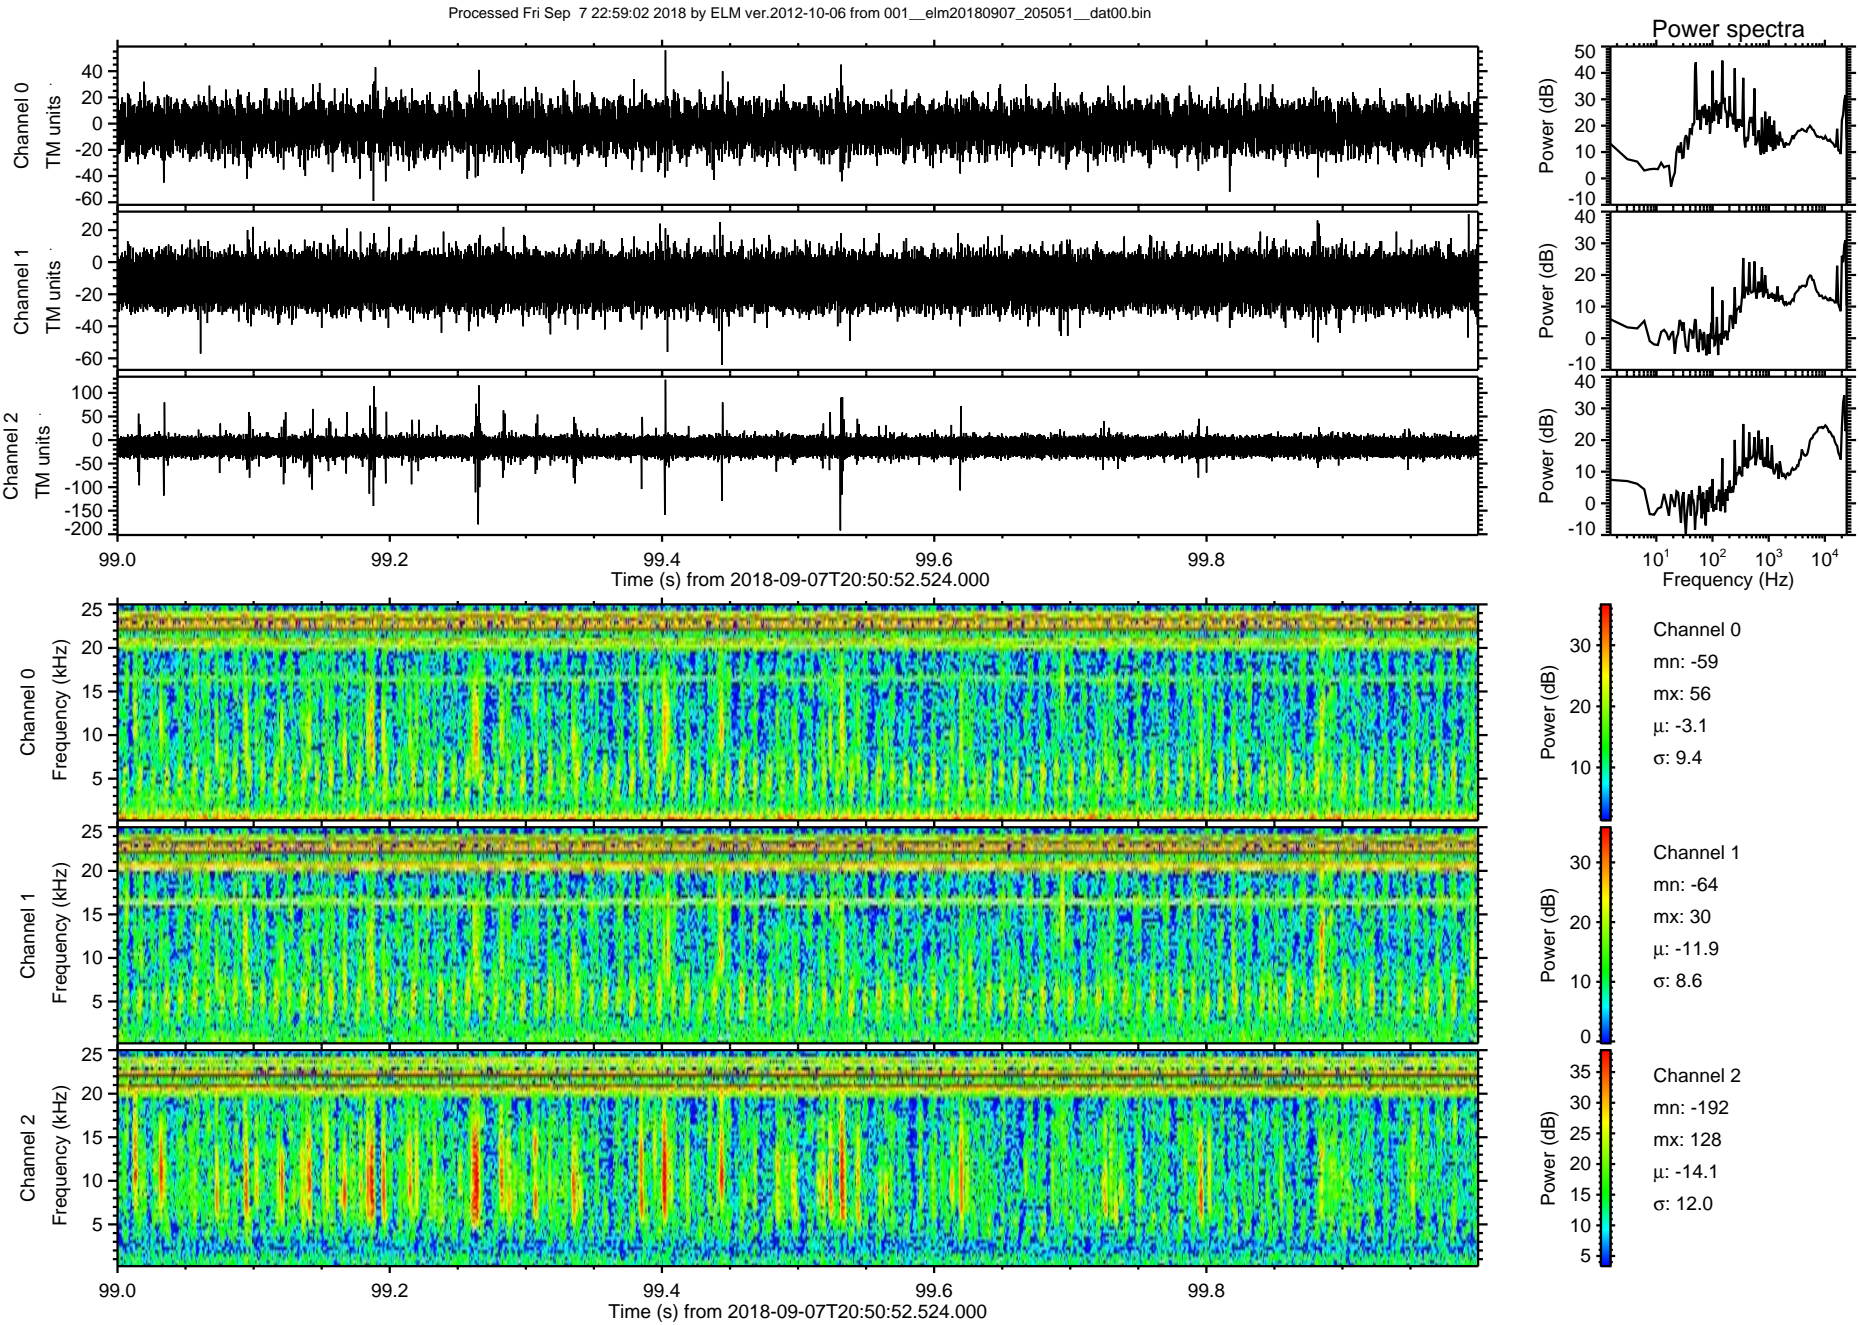 Processed Fri Sep  7 22:59:02 2018 by ELM ver.2012-10-06 from 001__elm20180907_205051__dat00.bin
Power spectra
Channel 0
TM units
40
20
0
-20
-40
-60
Power (dB)
50
40
30
20
10
0
-10
Channel 1
TM units
20
0
-20
-40
-60
Power (dB)
40
30
20
10
0
-10
Channel 2
TM units
100
50
0
-50
-100
-150
-200
Power (dB)
40
30
20
10
0
-10
99.0 99.2 99.4 99.6 99.8
Time (s) from 2018-09-07T20:50:52.524.000
10^1 10^2 10^3 10^4
Frequency (Hz)
Channel 0
Frequency (kHz)
25
20
15
10
5
Power (dB)
30
20
10
Channel 0
mn: -59
mx: 56
μ: -3.1
σ: 9.4
Channel 1
Frequency (kHz)
25
20
15
10
5
Power (dB)
30
20
10
0
Channel 1
mn: -64
mx: 30
μ: -11.9
σ: 8.6
Channel 2
Frequency (kHz)
25
20
15
10
5
Power (dB)
35
30
25
20
15
10
5
Channel 2
mn: -192
mx: 128
μ: -14.1
σ: 12.0
99.0 99.2 99.4 99.6 99.8
Time (s) from 2018-09-07T20:50:52.524.000